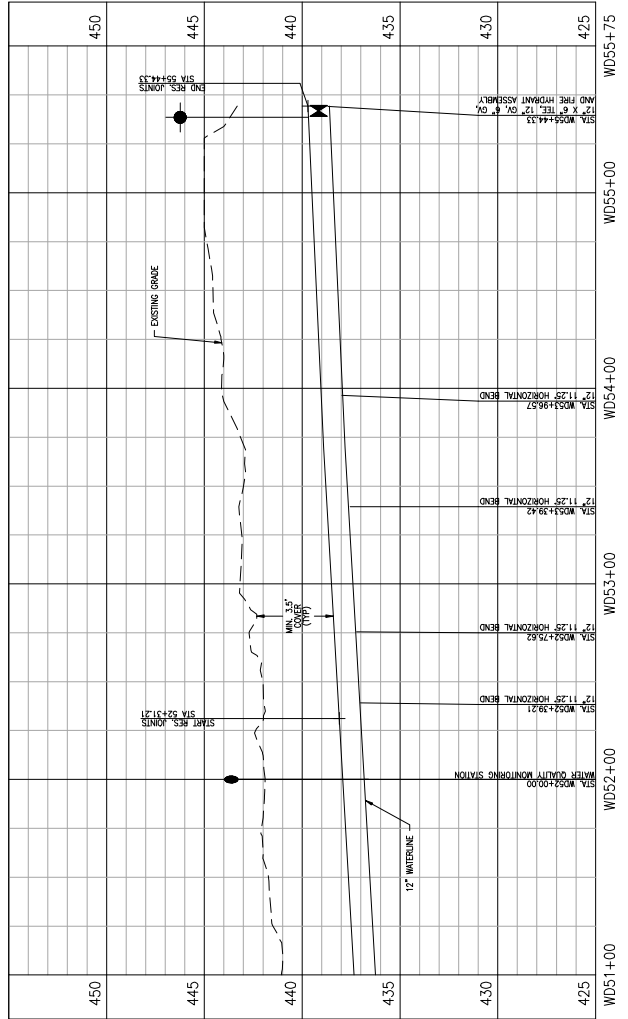 450
445
440
435
430
425
WD55+75
WD55+00
WD54+00
WD53+00
WD52+00
WD51+00
450
445
440
435
430
425
END RES. JOINTS
STA 55+44.33
STA. WD55+44.33
12" X 6" TEE, 12" GV, 6" GV,
AND FIRE HYDRANT ASSEMBLY
EXISTING GRADE
STA. WD53+96.57
12" 11.25° HORIZONTAL BEND
STA. WD53+39.42
12" 11.25° HORIZONTAL BEND
MIN. 3.5'
COVER
(TYP)
STA. WD52+75.62
12" 11.25° HORIZONTAL BEND
START RES. JOINTS
STA 52+31.21
STA. WD52+39.21
12" 11.25° HORIZONTAL BEND
STA. WD52+00.00
WATER QUALITY MONITORING STATION
12" WATERLINE